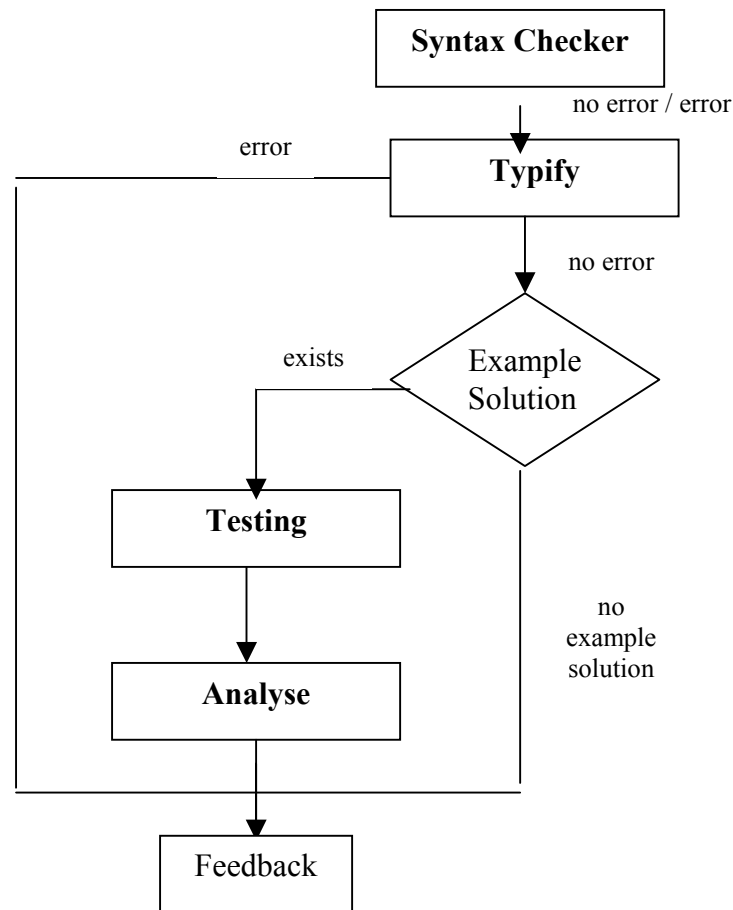 Syntax Checker
no error / error
error
Typify
no error
exists
Example
Solution
Testing
no
example
solution
Analyse
Feedback